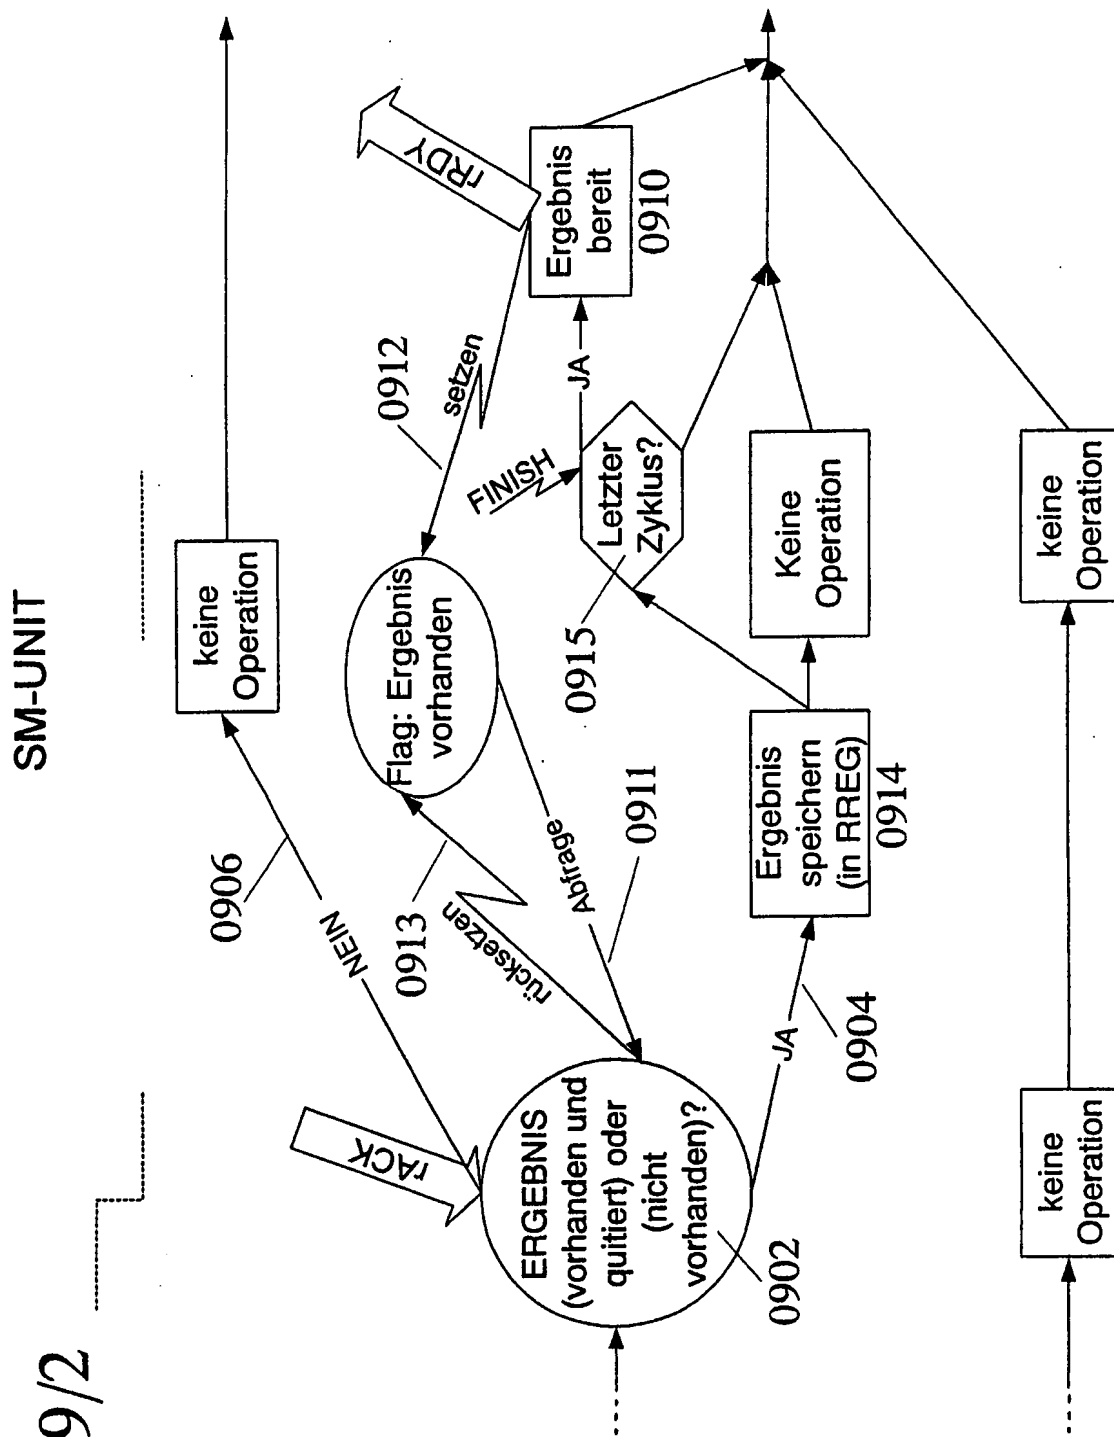 9/2
SM-UNIT
rACK
NEIN
0906
keine
Operation
ERGEBNIS
(vorhanden und
quitiert) oder
(nicht
vorhanden)?
0902
rücksetzen
0913
Abfrage
0911
Flag: Ergebnis
vorhanden
setzen
0912
rRDY
JA
0904
Ergebnis
speichern
(in RREG)
0914
FINISH
Letzter
Zyklus?
0915
JA
Ergebnis
bereit
0910
Keine
Operation
keine
Operation
keine
Operation